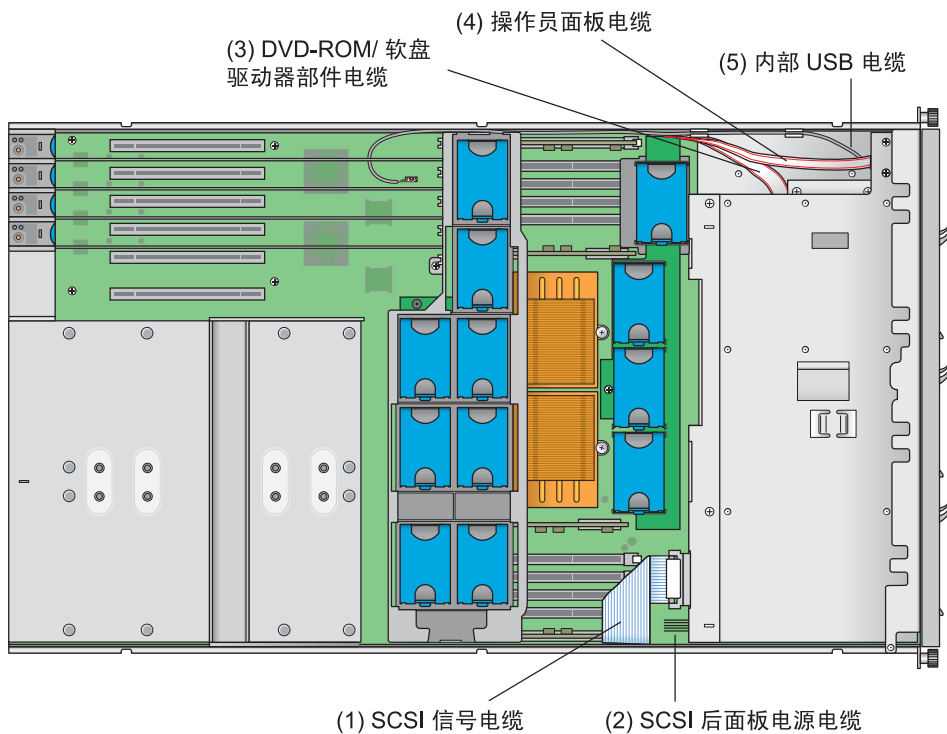 (4) 操作员面板电缆
(3) DVD-ROM/ 软盘
驱动器部件电缆
(5) 内部 USB 电缆
(1) SCSI 信号电缆
(2) SCSI 后面板电源电缆